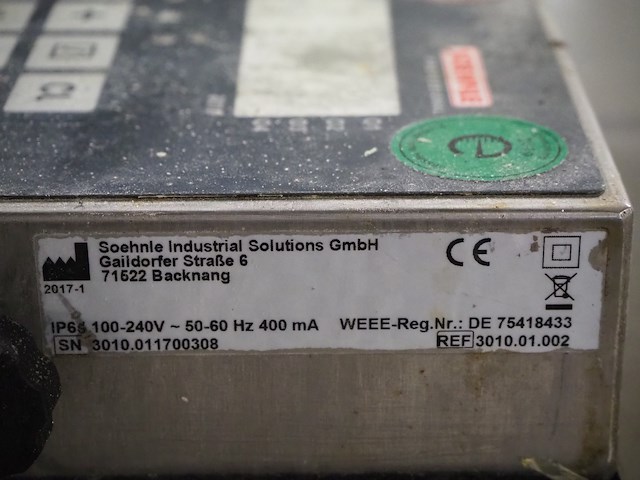 Soehnle Industrial Solutions GmbH
Gaildorfer Straße 6
71522 Backnang
2017-1
CE
100-240V ~ 50-60 Hz 400 mA WEEE-Reg.Nr.: DE 75418433
SN 3010.011700308 REF 3010.01.002